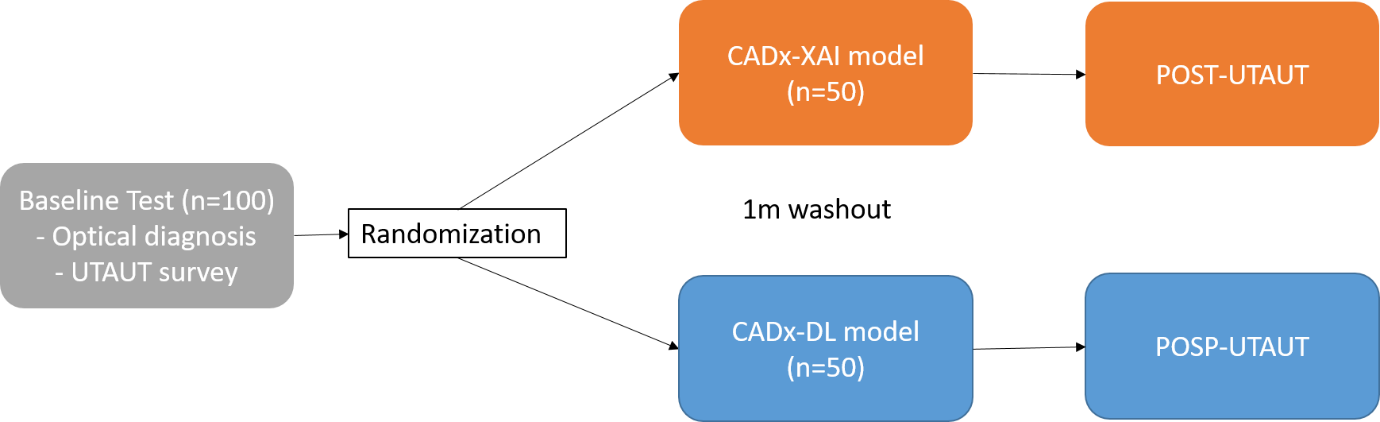 Baseline Test (n=100)
- Optical diagnosis
- UTAUT survey
Randomization
CADx-XAI model
(n=50)
POST-UTAUT
1m washout
CADx-DL model
(n=50)
POSP-UTAUT